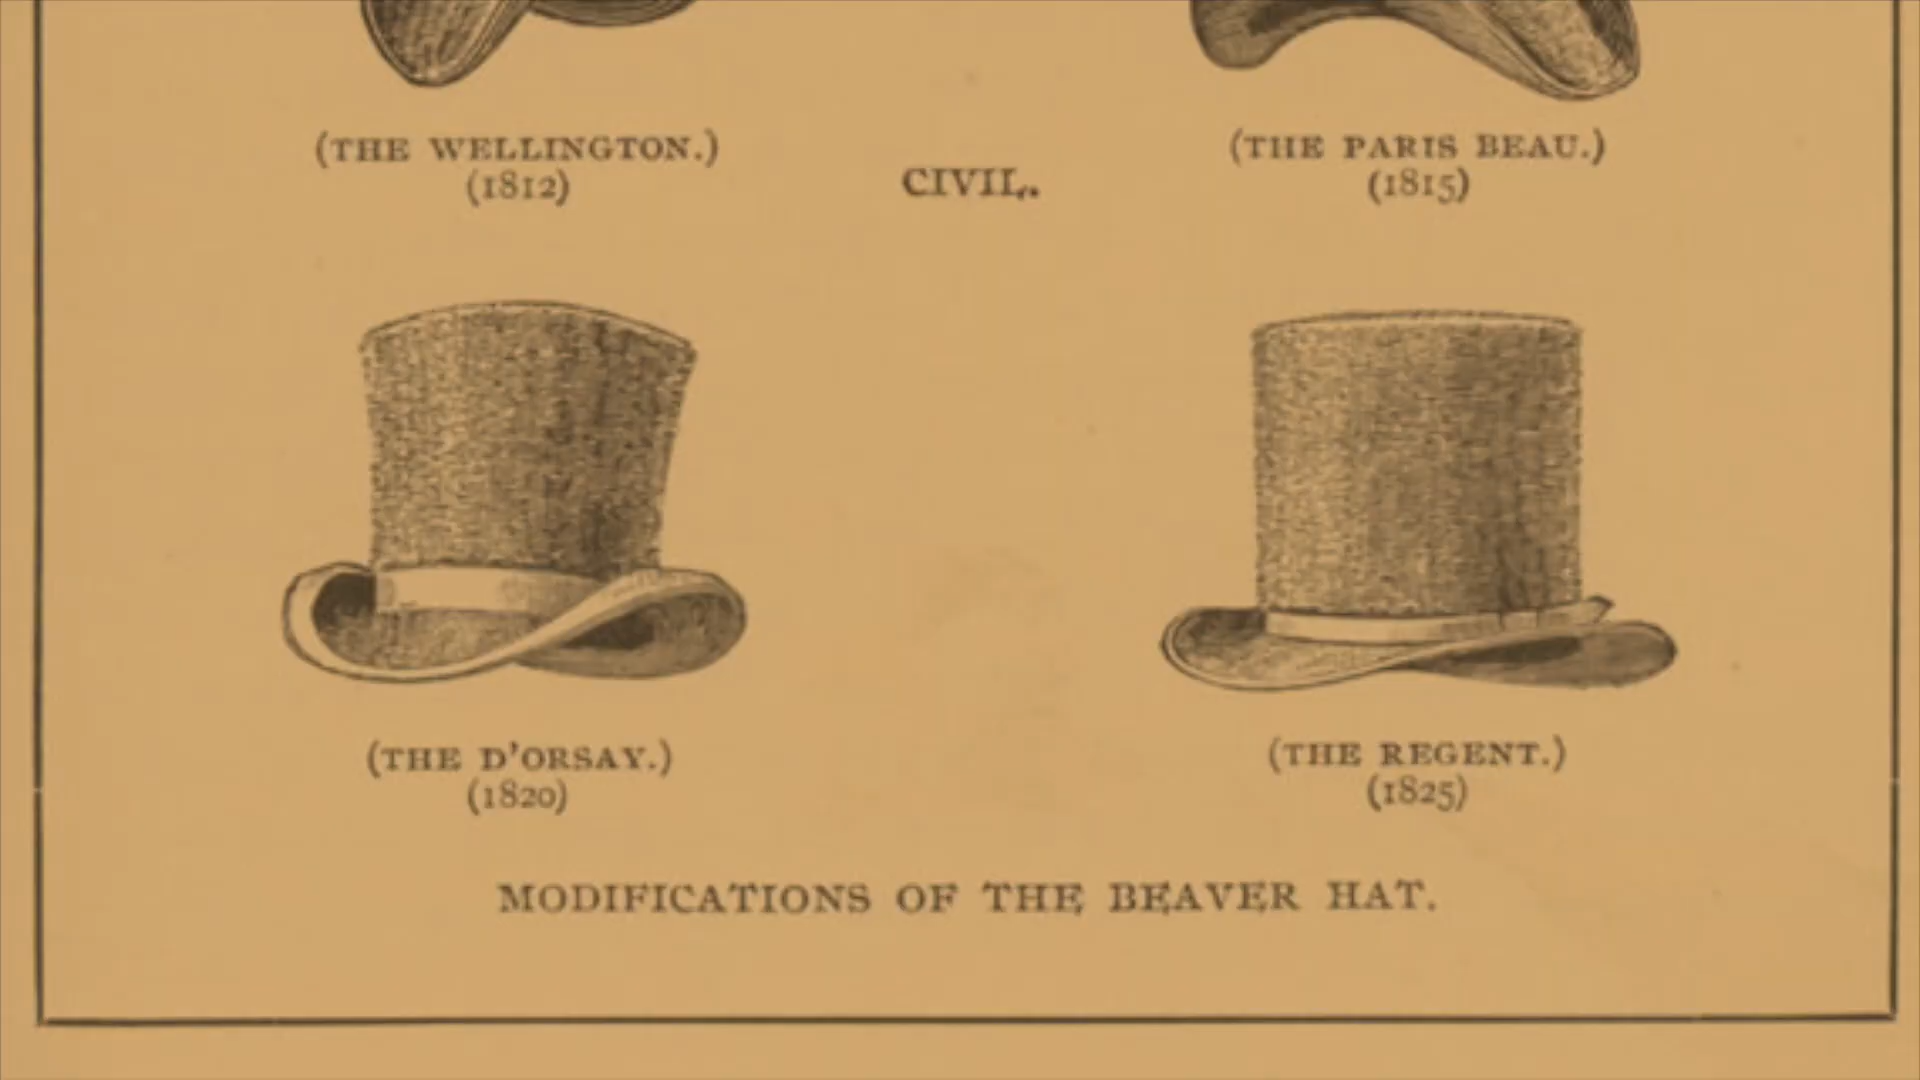 (THE WELLINGTON.)
(1812)
CIVIL.
(THE PARIS BEAU.)
(1815)
(THE D'ORSAY.)
(1820)
(THE REGENT.)
(1825)
MODIFICATIONS OF THE BEAVER HAT.